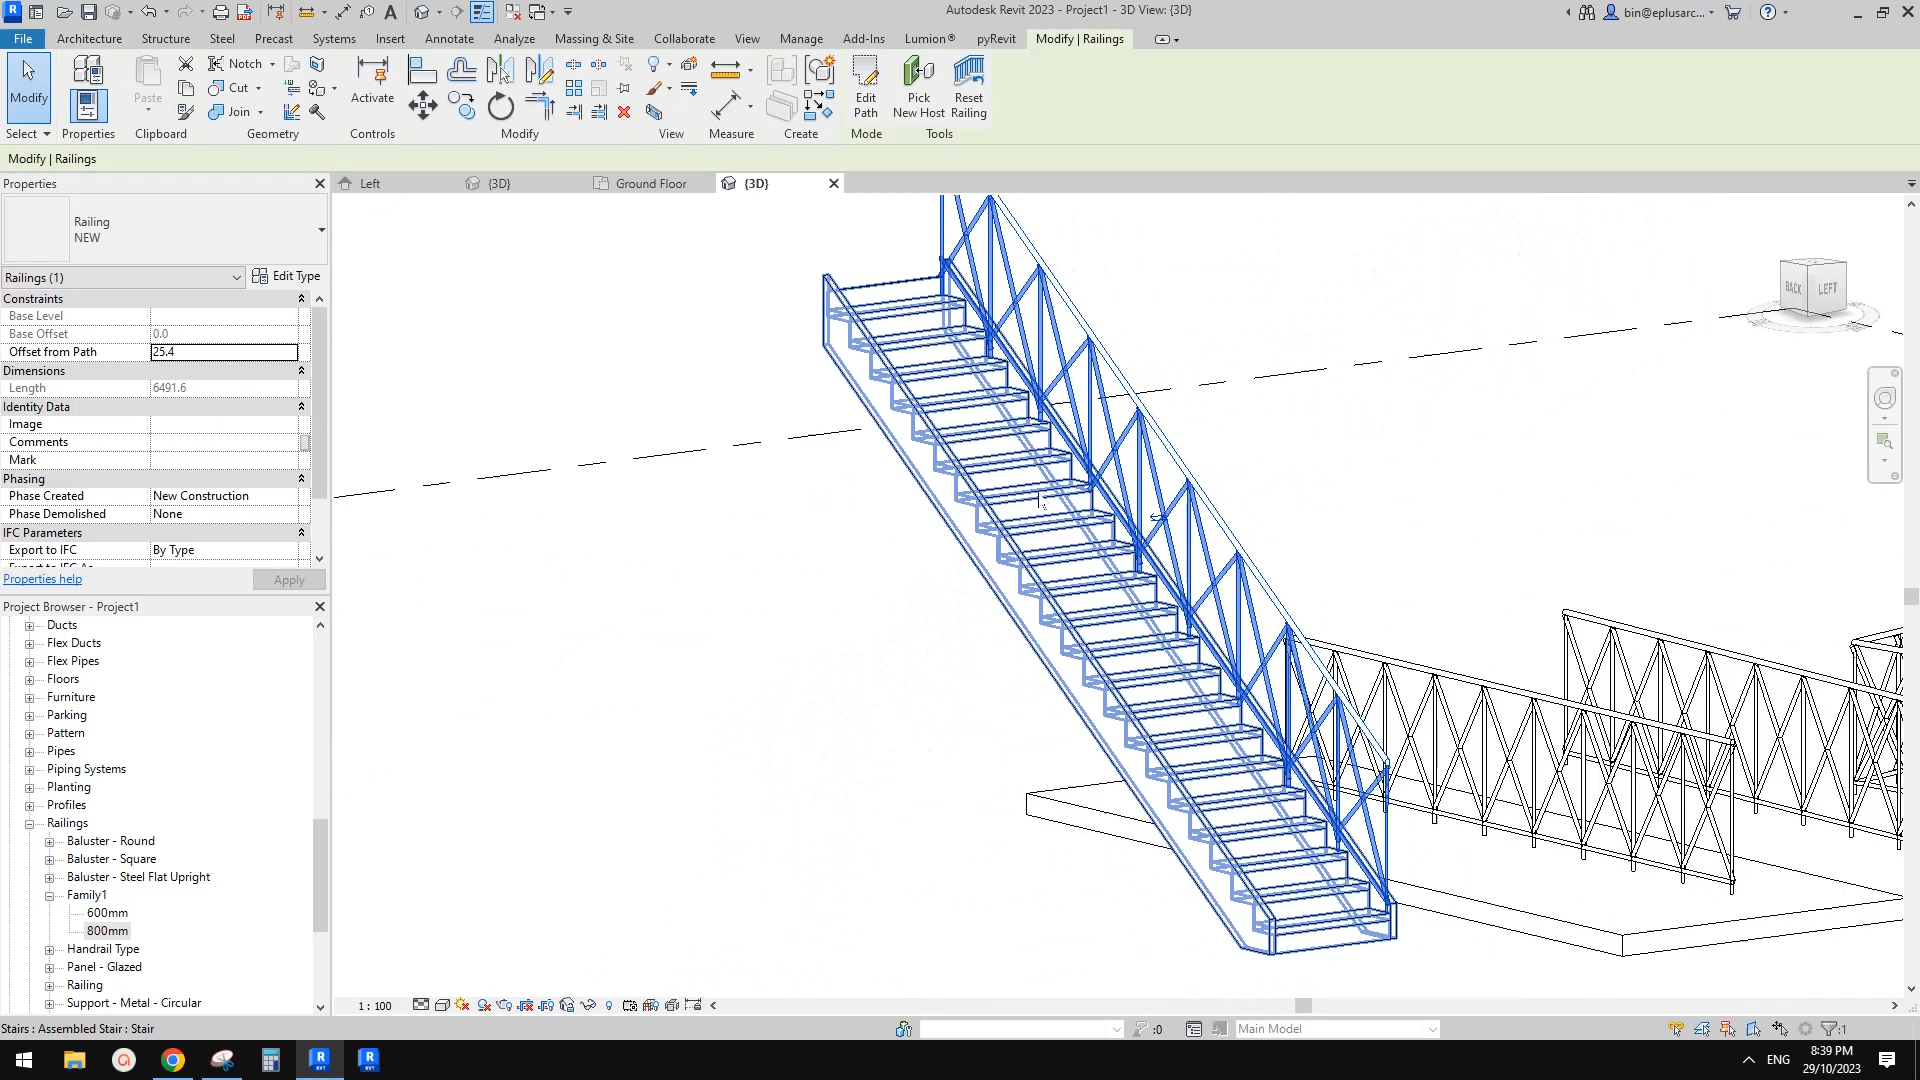 Autodesk Revit 2023 - Project1 - 3D View: {3D}
bin@eplusarc...
File
Architecture
Structure
Steel
Precast
Systems
Insert
Annotate
Analyze
Massing & Site
Collaborate
View
Manage
Add-Ins
Lumion®
pyRevit
Modify | Railings
Modify
Paste
Notch
Cut
Join
Activate
Edit Path
Pick New Host
Reset Railing
Select
Properties
Clipboard
Geometry
Controls
Modify
View
Measure
Create
Mode
Tools
Modify | Railings
Properties
Left
{3D}
Ground Floor
{3D}
Railing
NEW
Railings (1)
Edit Type
Constraints
Base Level
Base Offset 0.0
Offset from Path 25.4
Dimensions
Length 6491.6
Identity Data
Image
Comments
Mark
Phasing
Phase Created New Construction
Phase Demolished None
IFC Parameters
Export to IFC By Type
Properties help
Apply
BACK
LEFT
Project Browser - Project1
Ducts
Flex Ducts
Flex Pipes
Floors
Furniture
Parking
Pattern
Pipes
Piping Systems
Planting
Profiles
Railings
Baluster - Round
Baluster - Square
Baluster - Steel Flat Upright
Family1
600mm
800mm
Handrail Type
Panel - Glazed
Railing
Support - Metal - Circular
1 : 100
Stairs : Assembled Stair : Stair
:0
Main Model
:1
ENG
8:39 PM
29/10/2023